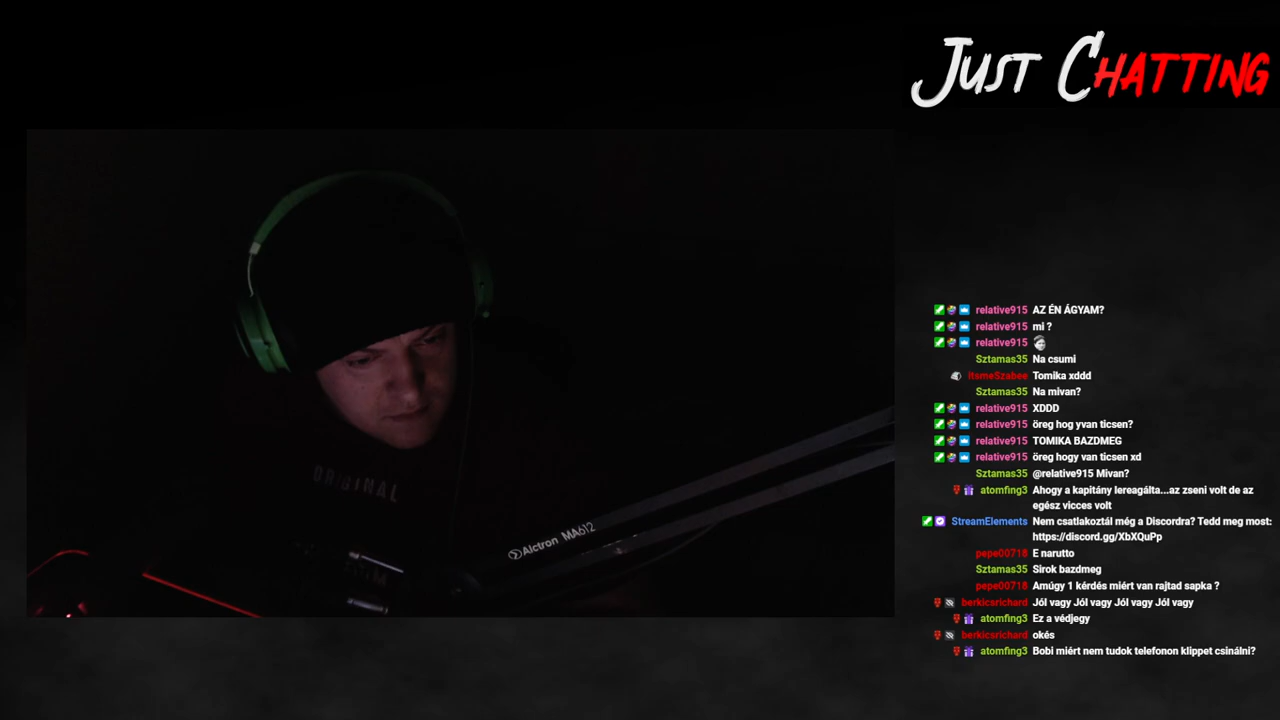 JUST CHATTING
relative915 AZ ÉN ÁGYAM?
relative915 mi ?
relative915
Sztamas35 Na csumi
itsmeSzabee Tomika xddd
Sztamas35 Na mivan?
relative915 XDDD
relative915 öreg hog yvan ticsen?
relative915 TOMIKA BAZDMEG
relative915 öreg hogy van ticsen xd
Sztamas35 @relative915 Mivan?
atomfing3 Ahogy a kapitány lereagálta...az zseni volt de az
egész vicces volt
StreamElements Nem csatlakoztál még a Discordra? Tedd meg most:
https://discord.gg/XbXQuPp
pepe00718 E narutto
Sztamas35 Sirok bazdmeg
pepe00718 Amúgy 1 kérdés miért van rajtad sapka ?
berkicsrichard Jól vagy Jól vagy Jól vagy Jól vagy
atomfing3 Ez a védjegy
berkicsrichard okés
atomfing3 Bobi miért nem tudok telefonon klippet csinálni?
ORIGINAL
Alctron MA612